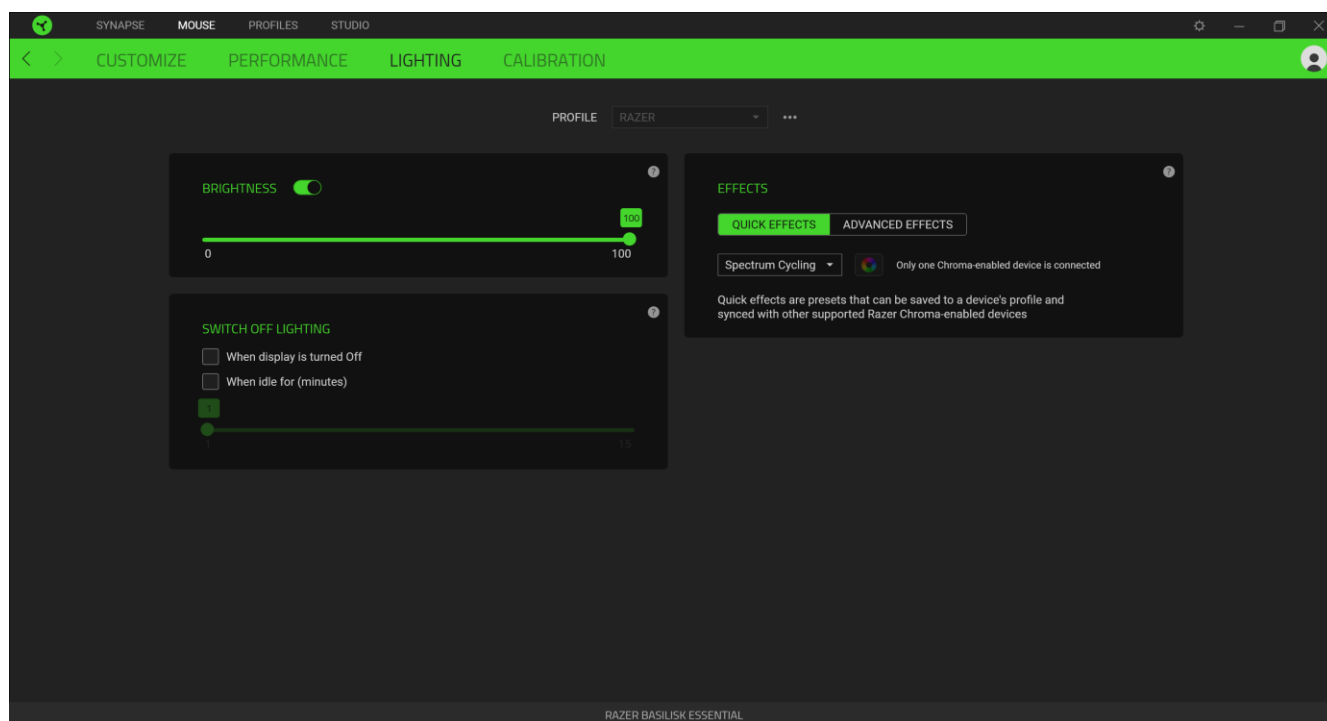 SYNAPSE MOUSE PROFILES STUDIO
CUSTOMIZE PERFORMANCE LIGHTING CALIBRATION
PROFILE RAZER
BRIGHTNESS
100
0 100
SWITCH OFF LIGHTING
When display is turned Off
When idle for (minutes)
1
1 15
EFFECTS
QUICK EFFECTS ADVANCED EFFECTS
Spectrum Cycling Only one Chroma-enabled device is connected
Quick effects are presets that can be saved to a device's profile and
synced with other supported Razer Chroma-enabled devices
RAZER BASILISK ESSENTIAL